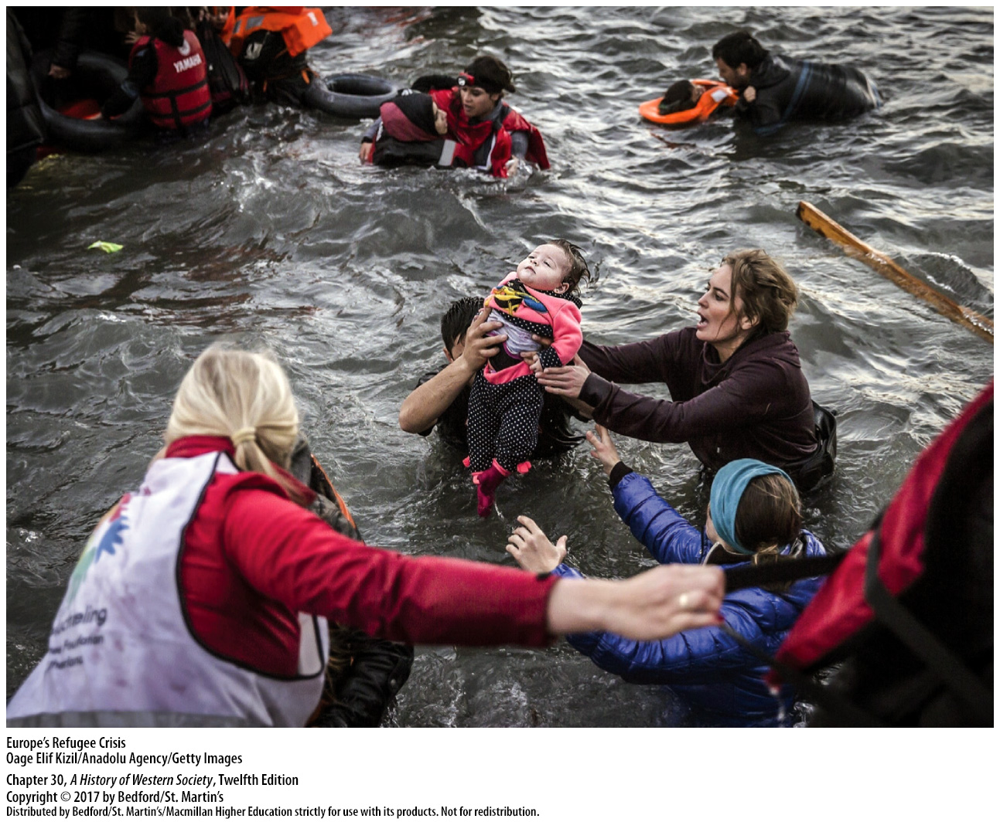 YAMAHA
Europe's Refugee Crisis
Oage Elif Kizil/Anadolu Agency/Getty Images
Chapter 30, A History of Western Society, Twelfth Edition
Copyright © 2017 by Bedford/St. Martin's
Distributed by Bedford/St. Martin's/Macmillan Higher Education strictly for use with its products. Not for redistribution.